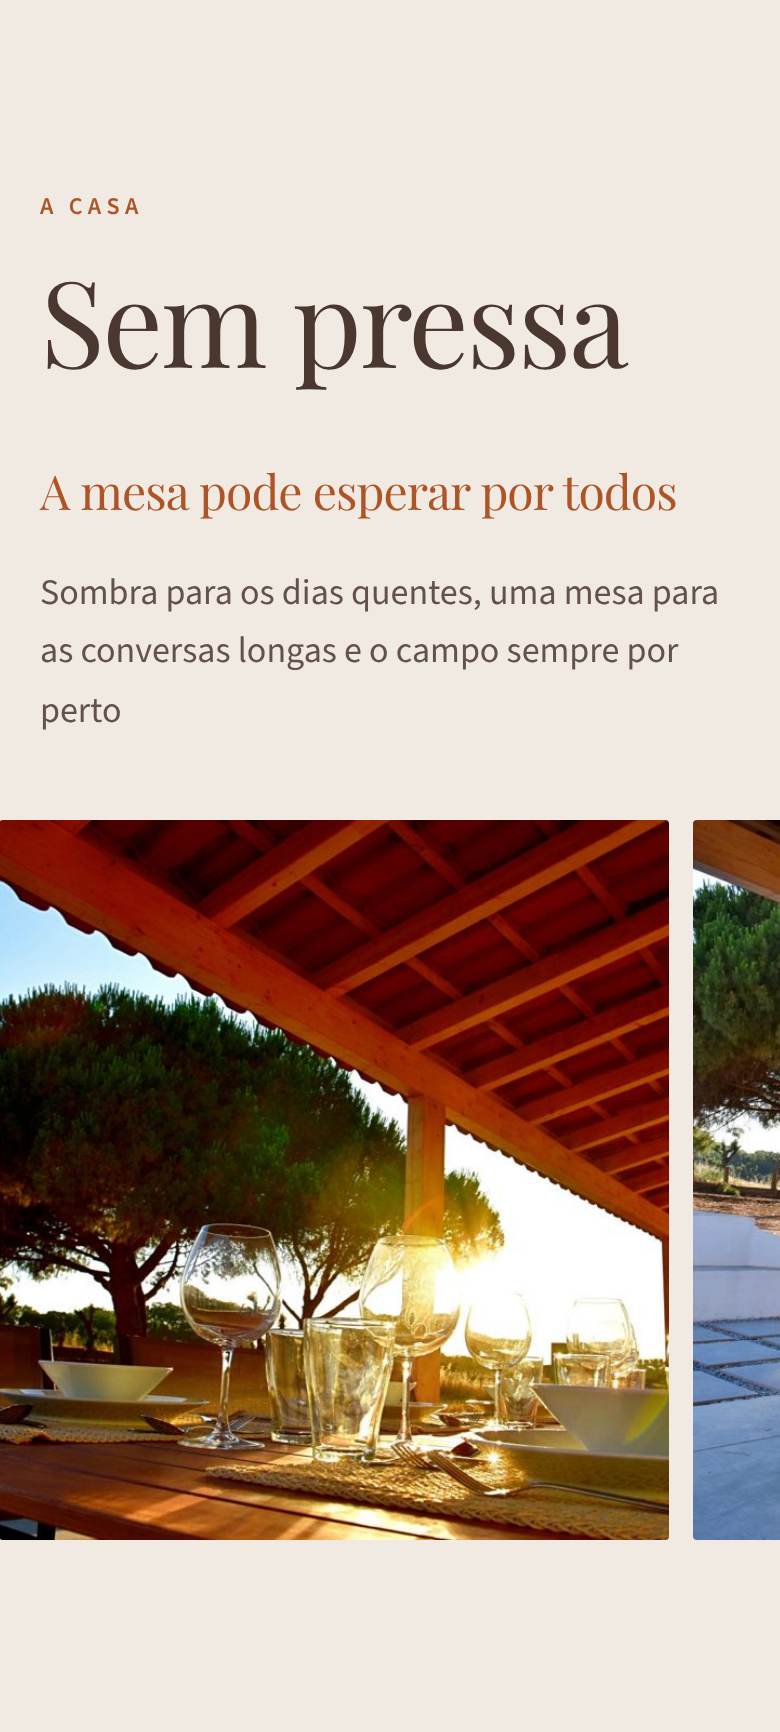 A CASA
Sem pressa
A mesa pode esperar por todos
Sombra para os dias quentes, uma mesa para
as conversas longas e o campo sempre por
perto